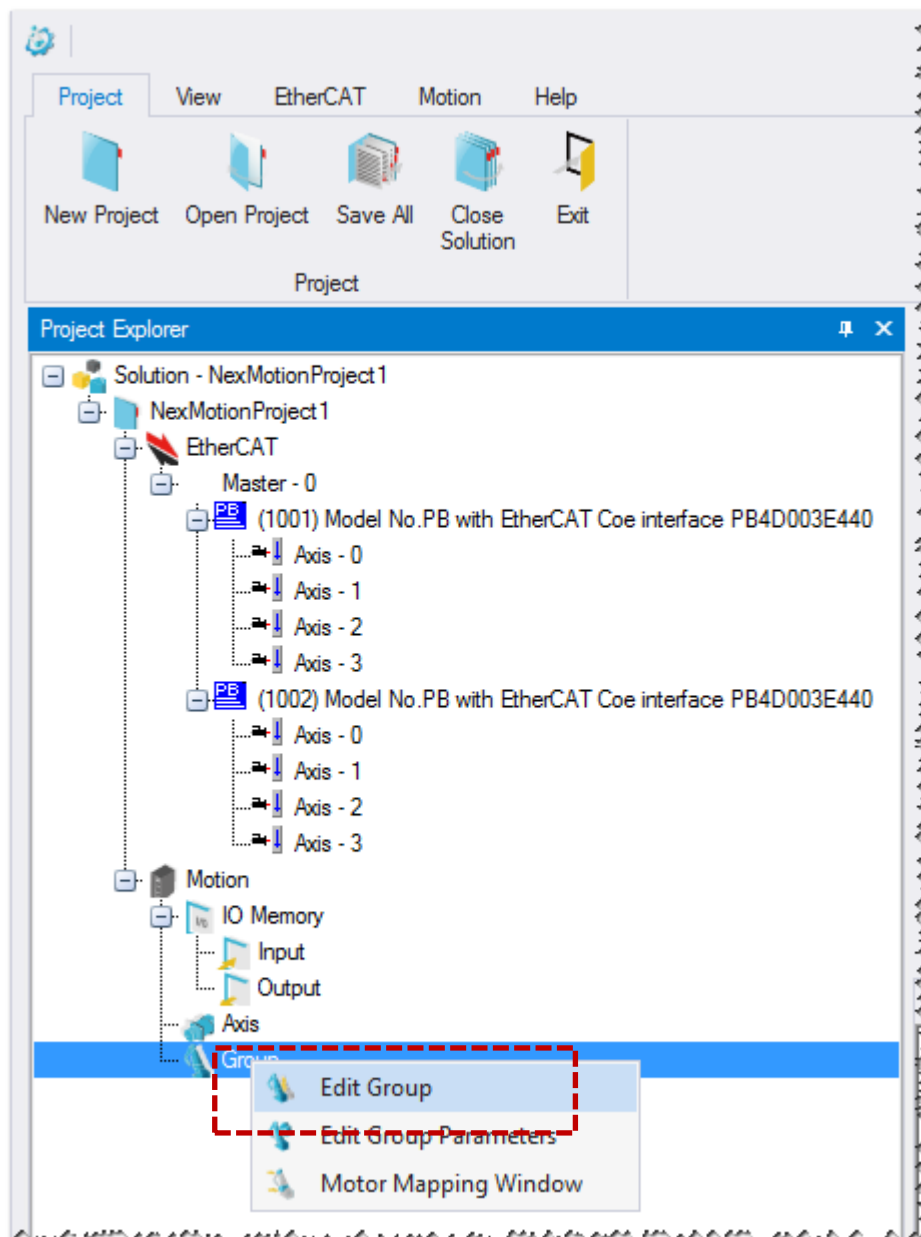 Project View EtherCAT Motion Help
New Project Open Project Save All Close Solution Exit
Project
Project Explorer
Solution - NexMotionProject1
NexMotionProject1
EtherCAT
Master - 0
PB (1001) Model No.PB with EtherCAT Coe interface PB4D003E440
Axis - 0
Axis - 1
Axis - 2
Axis - 3
PB (1002) Model No.PB with EtherCAT Coe interface PB4D003E440
Axis - 0
Axis - 1
Axis - 2
Axis - 3
Motion
I/O IO Memory
Input
Output
Axis
Group
Edit Group
Edit Group Parameters
Motor Mapping Window